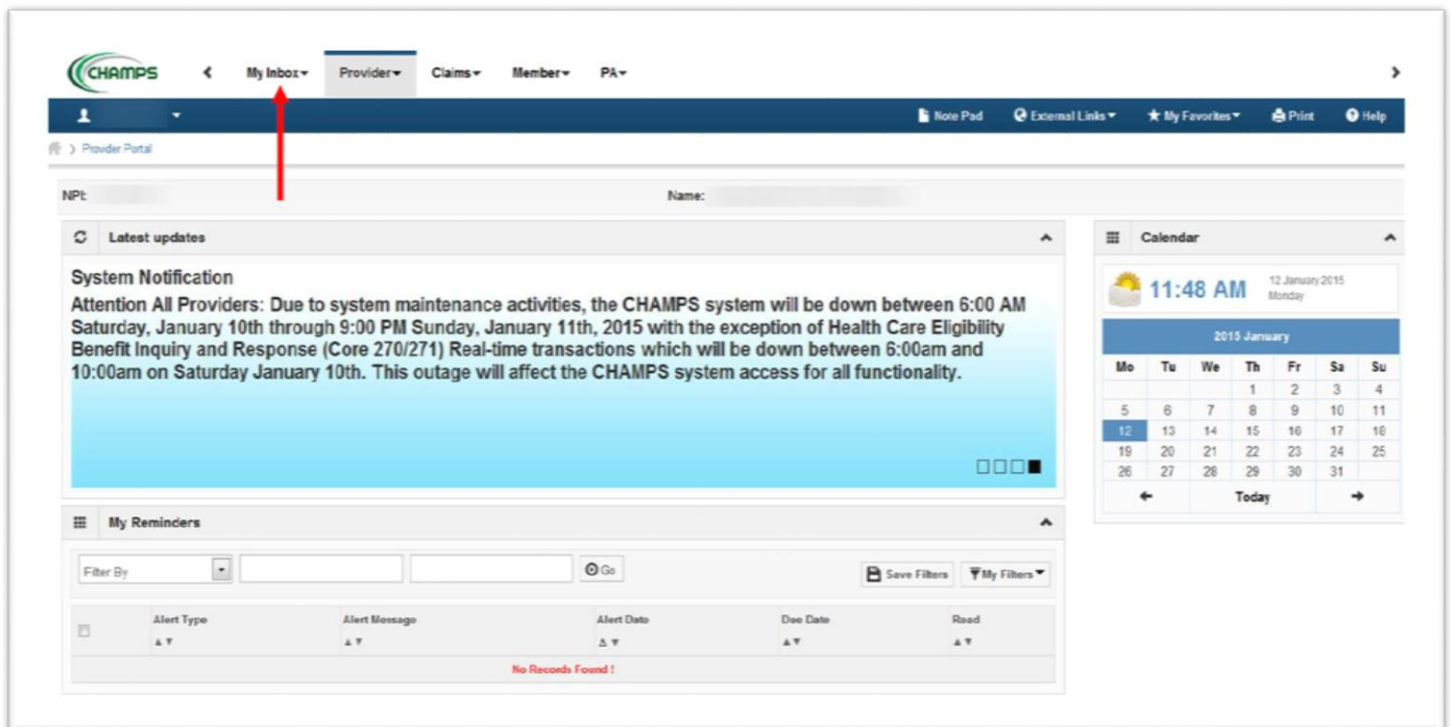 CHAMPS My Inbox Provider Claims Member PA
Note Pad External Links My Favorites Print Help
Provider Portal
NPI: Name:
Latest updates
System Notification
Attention All Providers: Due to system maintenance activities, the CHAMPS system will be down between 6:00 AM
Saturday, January 10th through 9:00 PM Sunday, January 11th, 2015 with the exception of Health Care Eligibility
Benefit Inquiry and Response (Core 270/271) Real-time transactions which will be down between 6:00am and
10:00am on Saturday January 10th. This outage will affect the CHAMPS system access for all functionality.
Calendar
11:48 AM 12 January 2015
Monday
2015 January
Mo Tu We Th Fr Sa Su
1 2 3 4
5 6 7 8 9 10 11
12 13 14 15 16 17 18
19 20 21 22 23 24 25
26 27 28 29 30 31
Today
My Reminders
Filter By Go Save Filters My Filters
Alert Type Alert Message Alert Date Due Date Read
No Records Found !